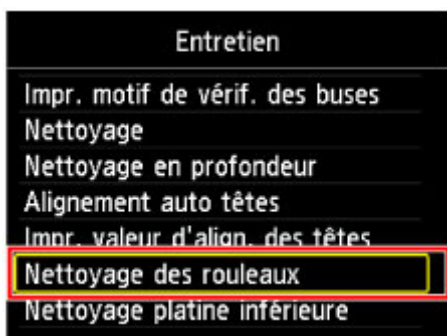 Entretien
Impr. motif de vérif. des buses
Nettoyage
Nettoyage en profondeur
Alignement auto têtes
Impr. valeur d'align. des têtes
Nettoyage des rouleaux
Nettoyage platine inférieure